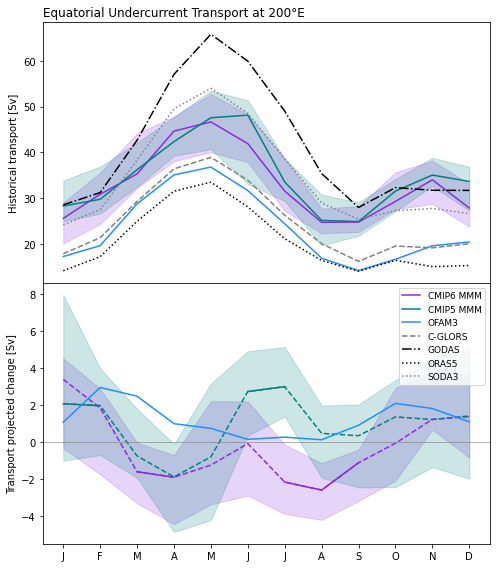 Equatorial Undercurrent Transport at 200°E
Historical transport [Sv]
60
50
40
30
20
Transport projected change [Sv]
8
6
4
2
0
−2
−4
CMIP6 MMM
CMIP5 MMM
OFAM3
C-GLORS
GODAS
ORAS5
SODA3
J F M A M J J A S O N D